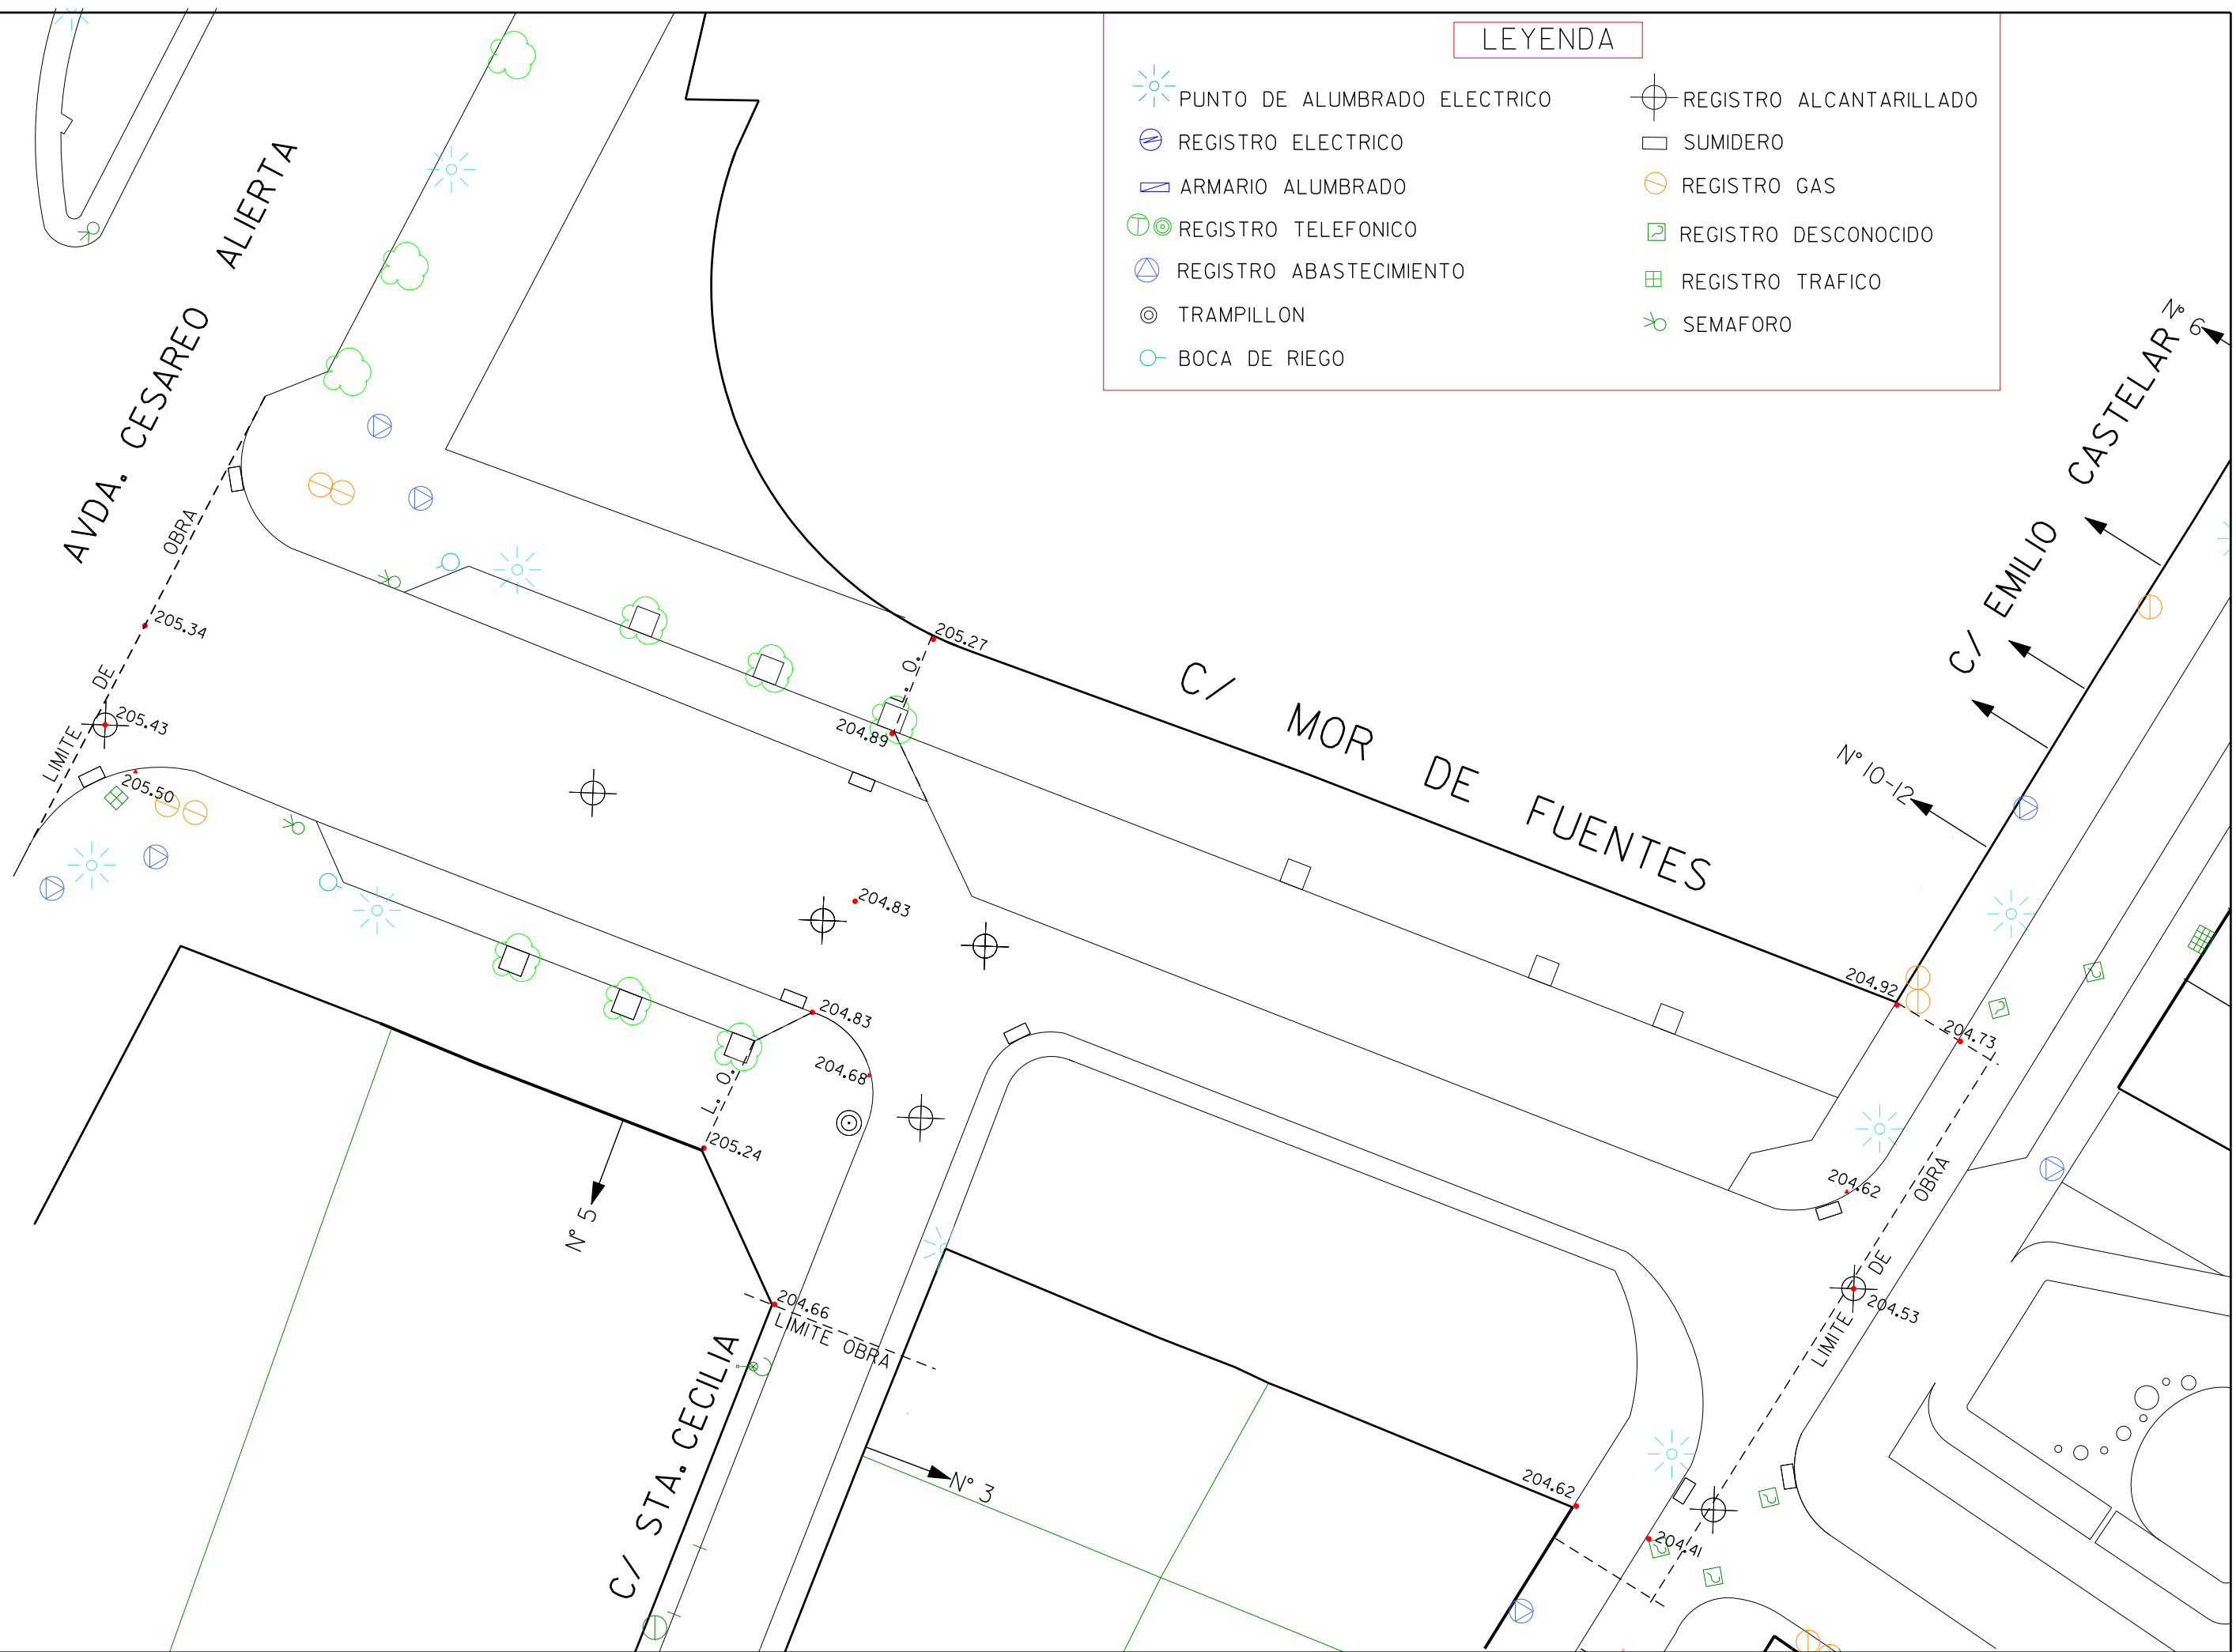 LEYENDA
PUNTO DE ALUMBRADO ELECTRICO
REGISTRO ELECTRICO
ARMARIO ALUMBRADO
REGISTRO TELEFONICO
REGISTRO ABASTECIMIENTO
TRAMPILLON
BOCA DE RIEGO
REGISTRO ALCANTARILLADO
SUMIDERO
REGISTRO GAS
REGISTRO DESCONOCIDO
REGISTRO TRAFICO
SEMAFORO
AVDA. CESAREO ALIERTA
LIMITE DE OBRA
205.34
205.43
205.50
205.27
L. O.
204.89
C/ MOR DE FUENTES
C/ EMILIO CASTELAR
Nº 6
Nº 10-12
204.83
204.92
204.73
204.83
204.68
L. O.
205.24
Nº 5
204.62
LIMITE DE OBRA
204.53
204.66
LIMITE OBRA
C/ STA. CECILIA
Nº 3
204.62
204.41